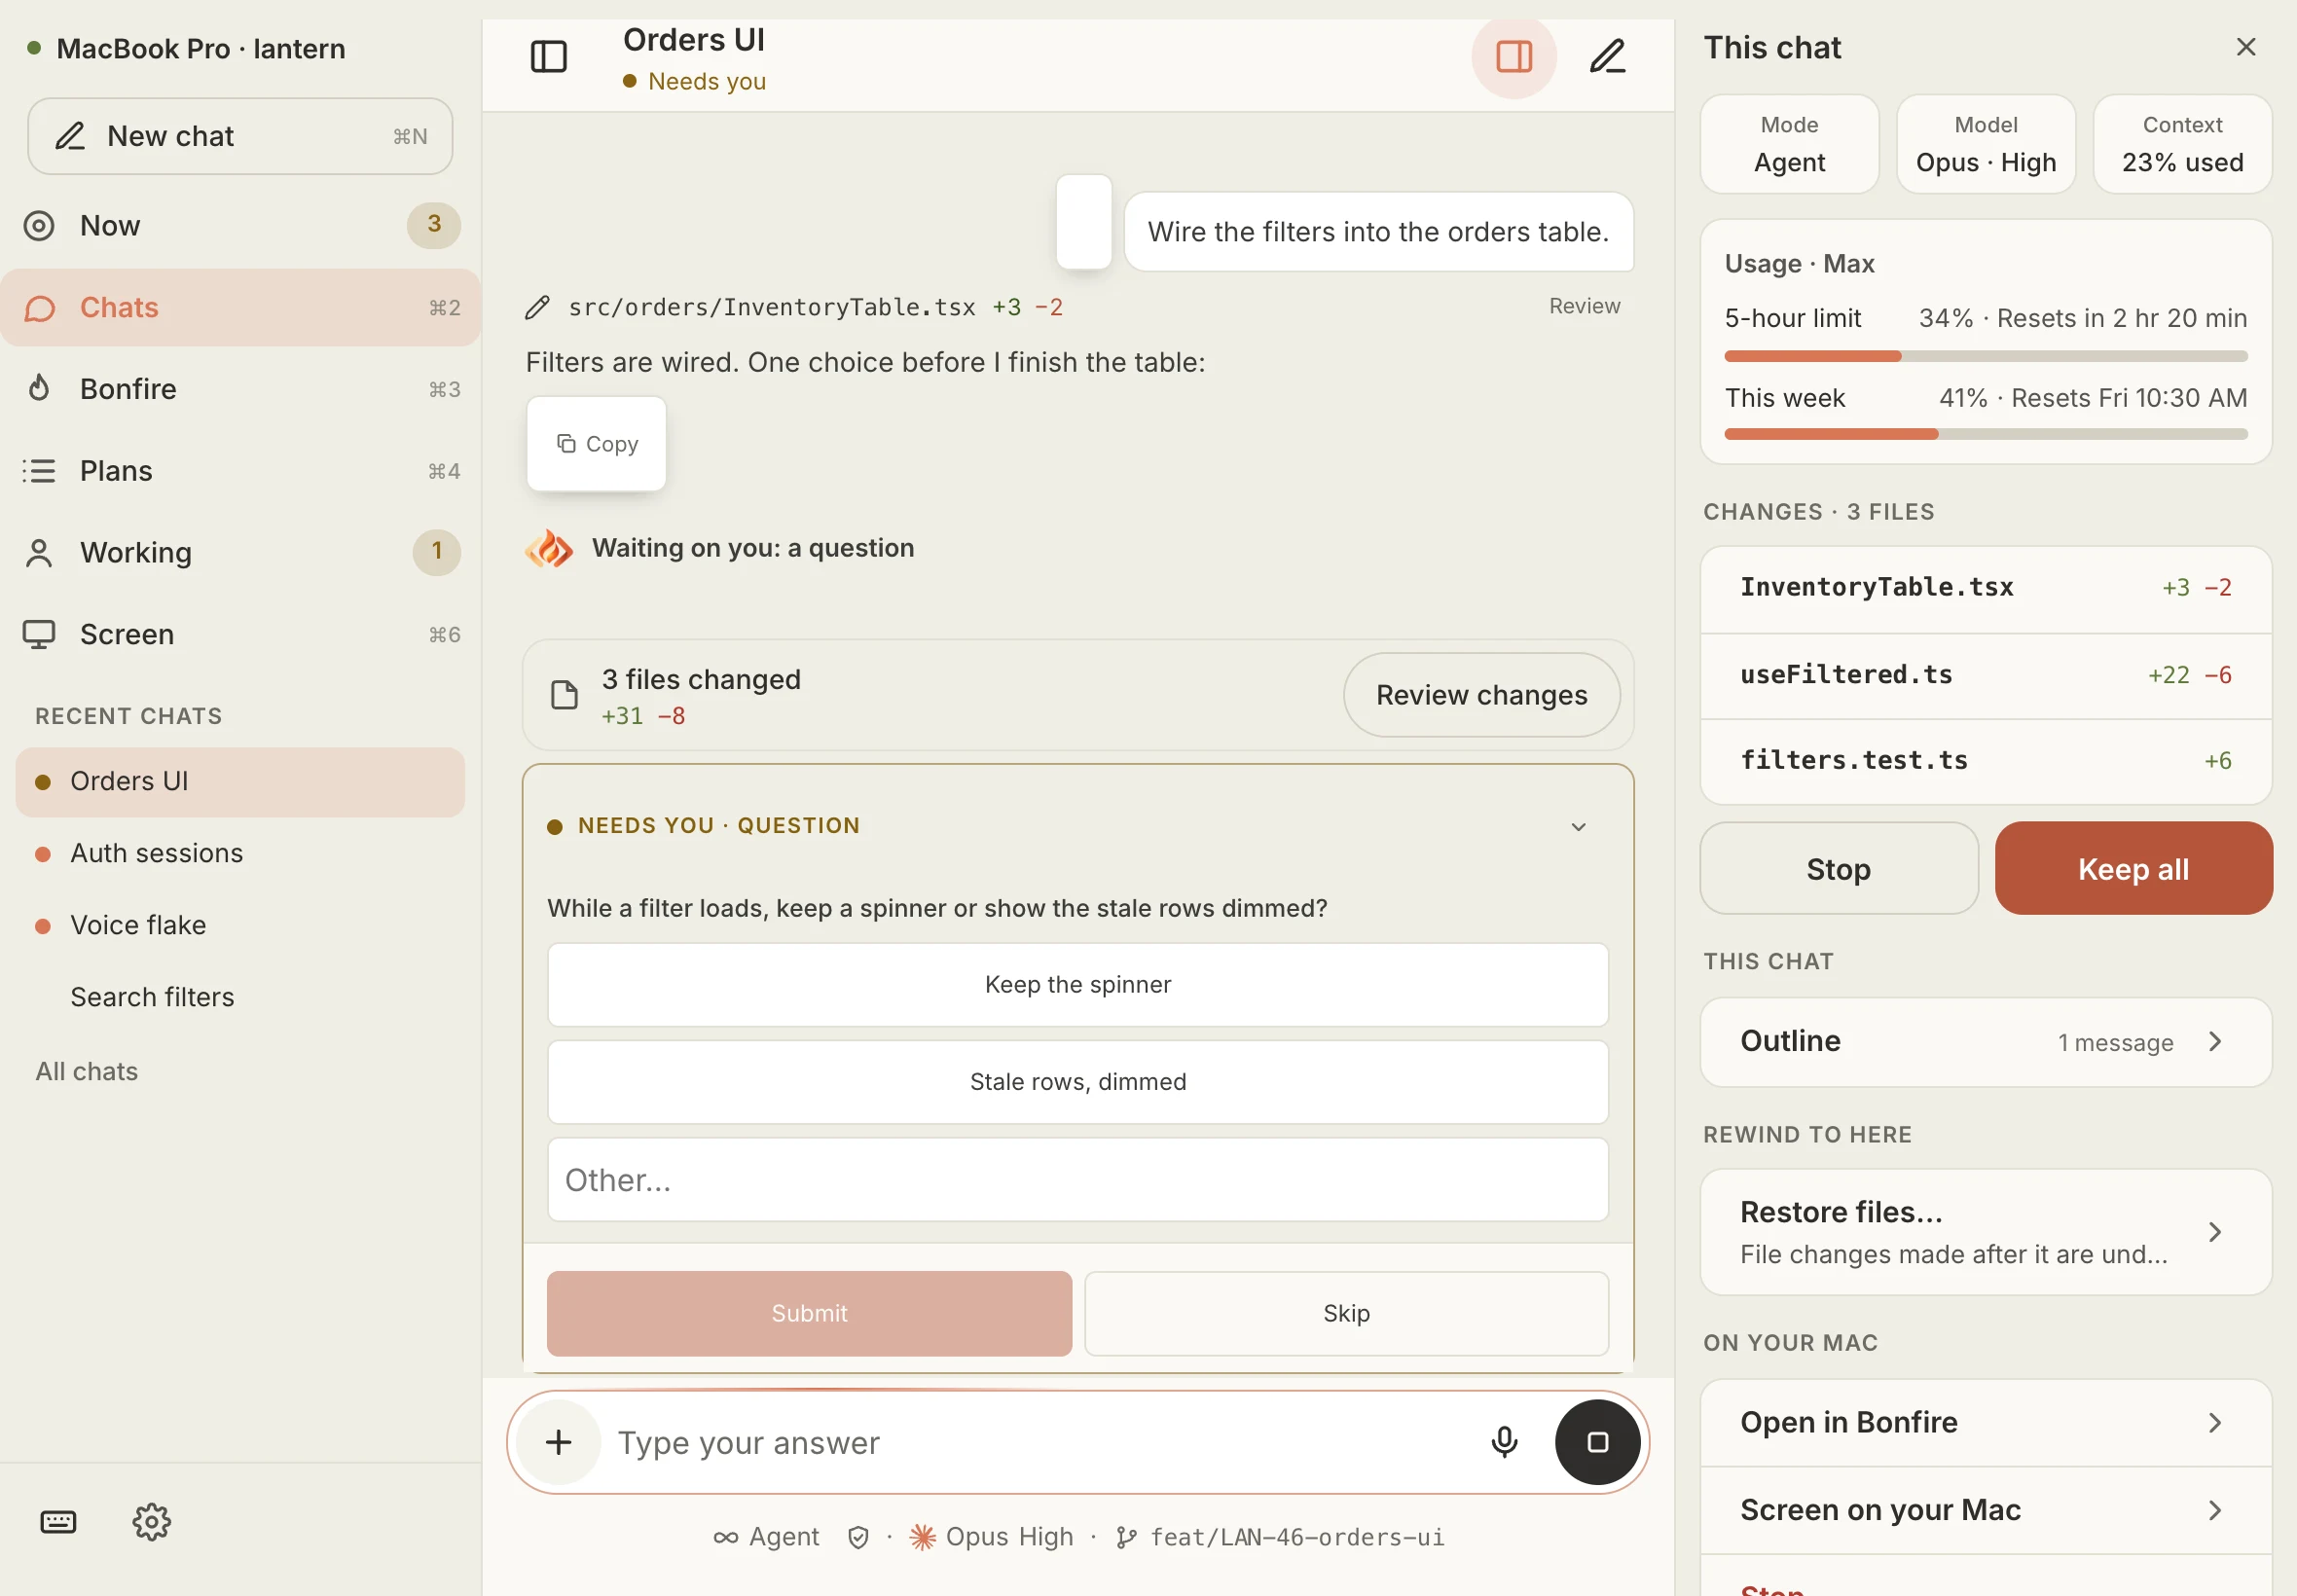 MacBook Pro · lantern
New chat ⌘N
Now 3
Chats ⌘2
Bonfire ⌘3
Plans ⌘4
Working 1
Screen ⌘6
RECENT CHATS
Orders UI
Auth sessions
Voice flake
Search filters
All chats
Orders UI
Needs you
Wire the filters into the orders table.
src/orders/InventoryTable.tsx +3 −2 Review
Filters are wired. One choice before I finish the table:
Copy
Waiting on you: a question
3 files changed
+31 −8
Review changes
NEEDS YOU · QUESTION
While a filter loads, keep a spinner or show the stale rows dimmed?
Keep the spinner
Stale rows, dimmed
Other...
Submit Skip
Type your answer
Agent · Opus High · feat/LAN-46-orders-ui
This chat
Mode Model Context
Agent Opus · High 23% used
Usage · Max
5-hour limit 34% · Resets in 2 hr 20 min
This week 41% · Resets Fri 10:30 AM
CHANGES · 3 FILES
InventoryTable.tsx +3 −2
useFiltered.ts +22 −6
filters.test.ts +6
Stop Keep all
THIS CHAT
Outline 1 message
REWIND TO HERE
Restore files...
File changes made after it are und...
ON YOUR MAC
Open in Bonfire
Screen on your Mac
Stop